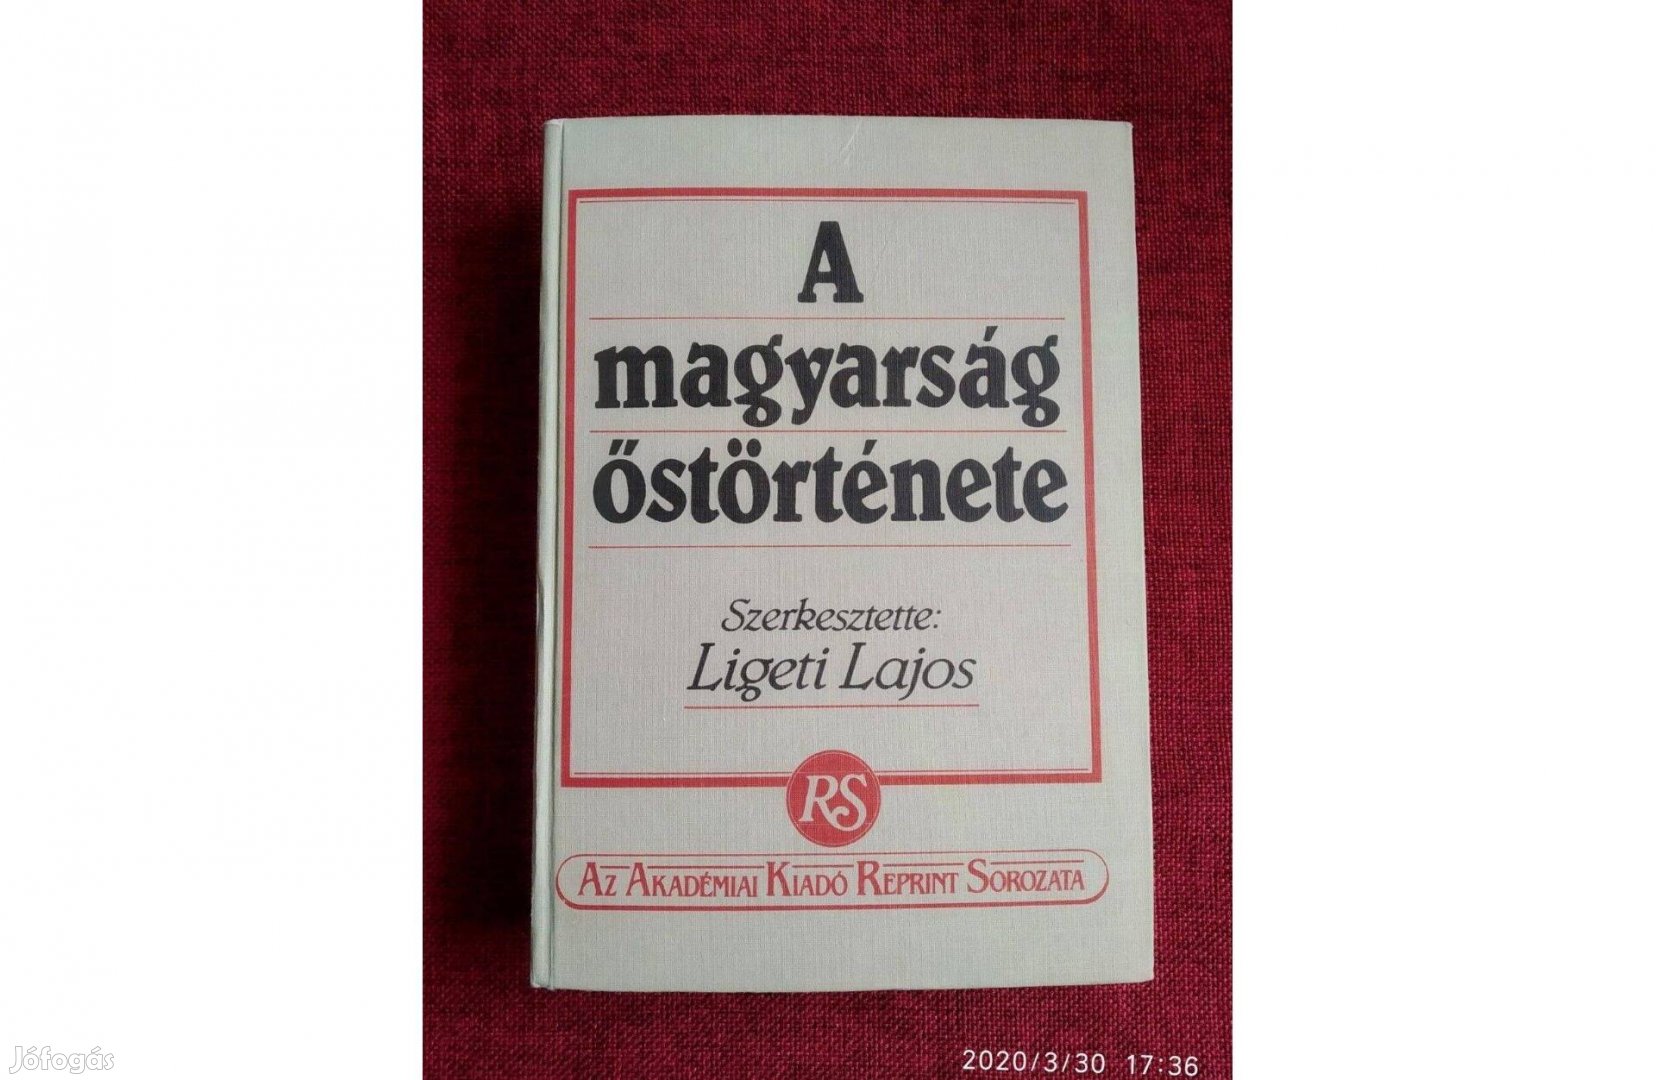 A
magyarság
őstörténete
Szerkesztette:
Ligeti Lajos
RS
AZ AKADÉMIAI KIADÓ REPRINT SOROZATA
Jófogás
2020/3/30 17:36